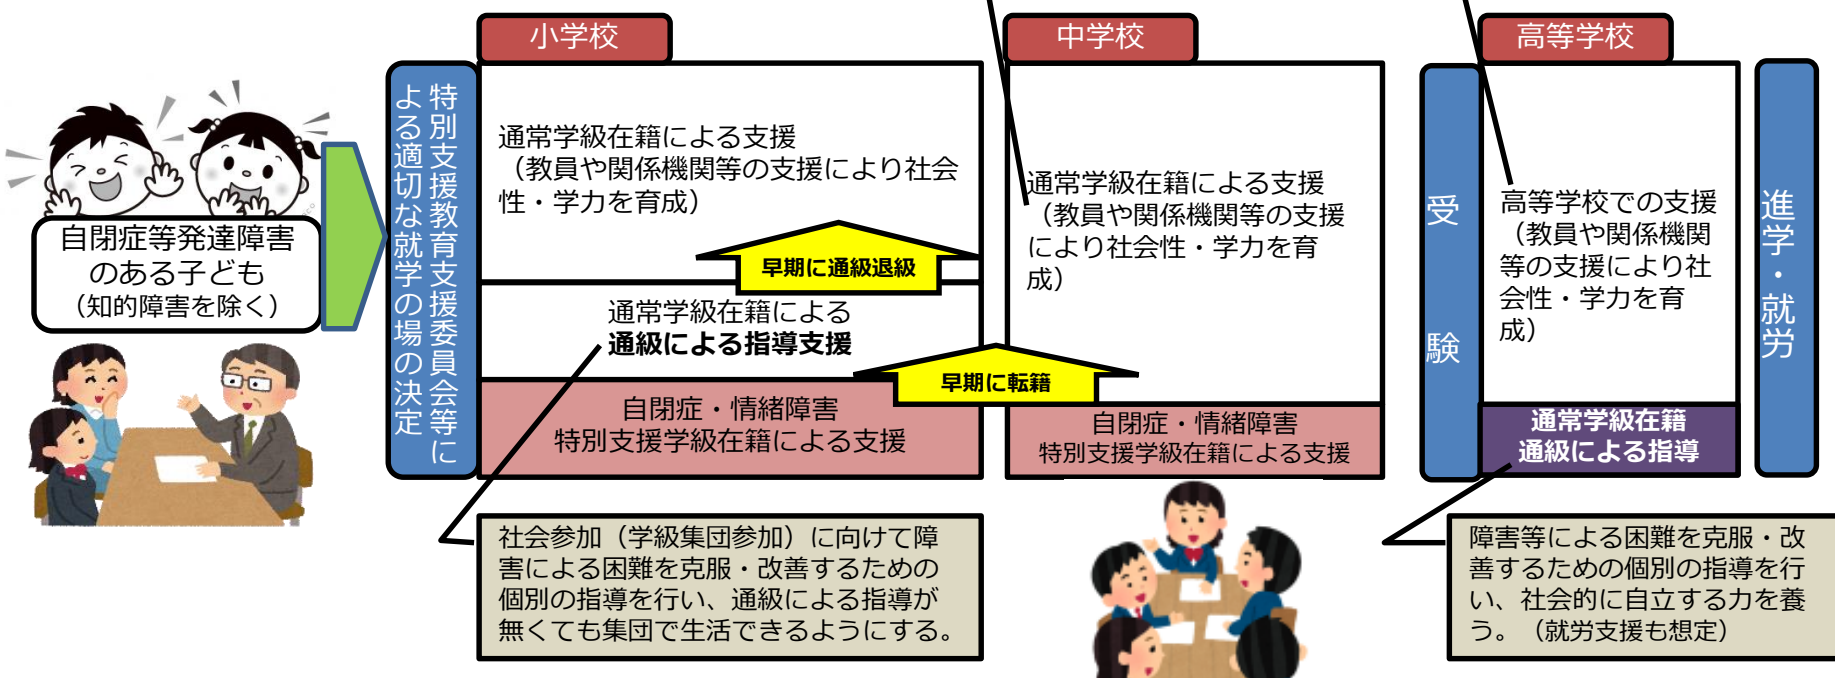 小学校
中学校
高等学校
自閉症等発達障害
のある子ども
（知的障害を除く）
特別支援教育支援委員会等に
よる適切な就学の場の決定
通常学級在籍による支援
（教員や関係機関等の支援により社会
性・学力を育成）
早期に通級退級
通常学級在籍による
通級による指導支援
早期に転籍
自閉症・情緒障害
特別支援学級在籍による支援
社会参加（学級集団参加）に向けて障
害による困難を克服・改善するための
個別の指導を行い、通級による指導が
無くても集団で生活できるようにする。
通常学級在籍による支援
（教員や関係機関等の支援
により社会性・学力を育
成）
自閉症・情緒障害
特別支援学級在籍による支援
受験
高等学校での支援
（教員や関係機関
等の支援により社
会性・学力を育
成）
通常学級在籍
通級による指導
障害等による困難を克服・改
善するための個別の指導を行
い、社会的に自立する力を養
う。（就労支援も想定）
進学・就労